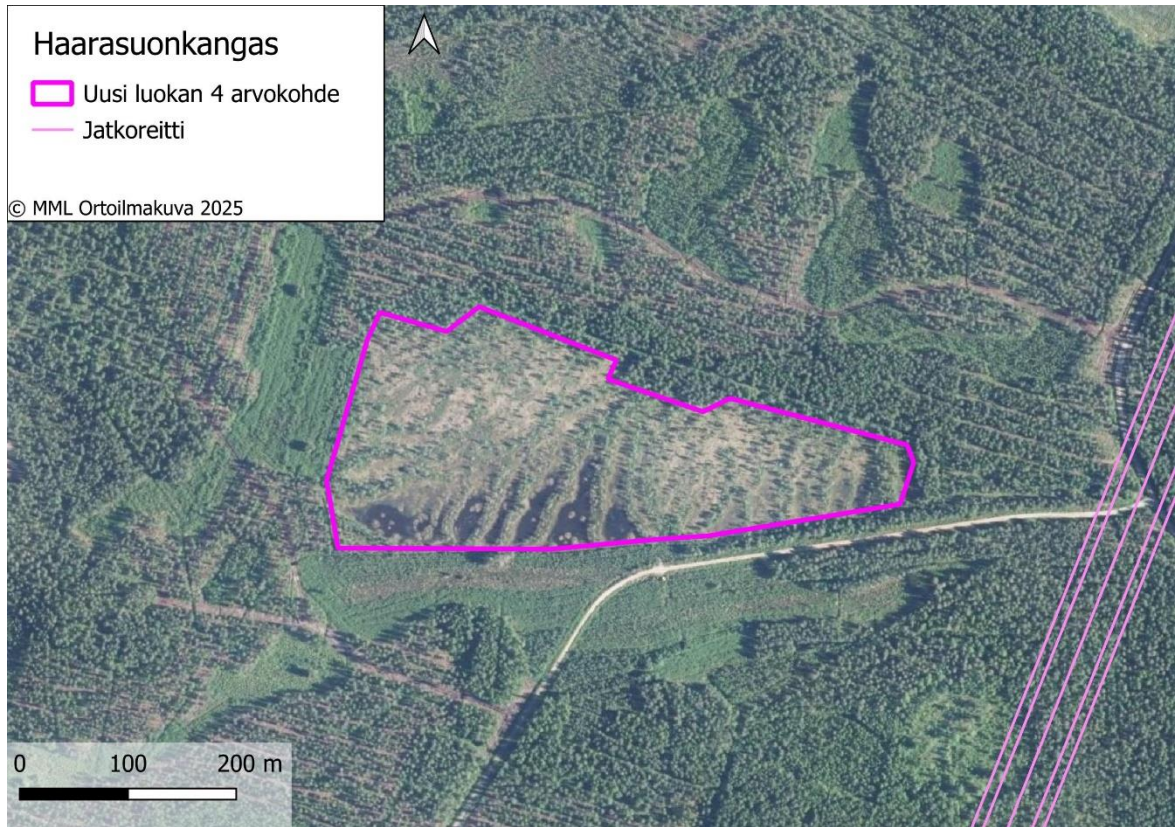 Haarasuonkangas
Uusi luokan 4 arvokohde
Jatkoreitti
© MML Ortoilmakuva 2025
0 100 200 m